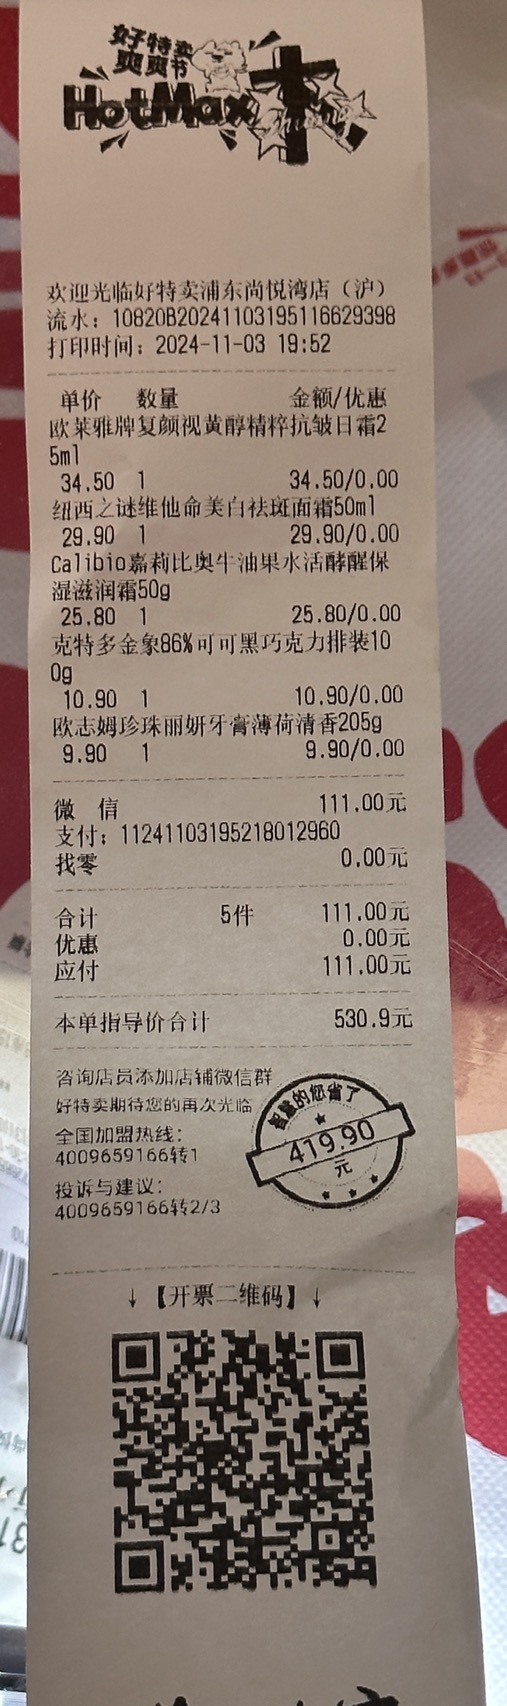 好特卖
爽爽节
HotMax
欢迎光临好特卖浦东尚悦湾店（沪）
流水：10820B20241103195116629398
打印时间：2024-11-03 19:52
单价 数量 金额/优惠
欧莱雅牌复颜视黄醇精粹抗皱日霜2
5ml
34.50 1 34.50/0.00
纽西之谜维他命美白祛斑面霜50ml
29.90 1 29.90/0.00
Calibio嘉莉比奥牛油果水活酵醒保
湿滋润霜50g
25.80 1 25.80/0.00
克特多金象86%可可黑巧克力排装10
0g
10.90 1 10.90/0.00
欧志姆珍珠丽妍牙膏薄荷清香205g
9.90 1 9.90/0.00
微 信 111.00元
支付：112411031952180‌12960
找零 0.00元
合计 5件 111.00元
优惠 0.00元
应付 111.00元
本单指导价合计 530.9元
咨询店员添加店铺微信群
好特卖期待您的再次光临
全国加盟热线：
4009659166转1
投诉与建议：
4009659166转2/3
智慧的您省了
419.90
元
↓【开票二维码】↓